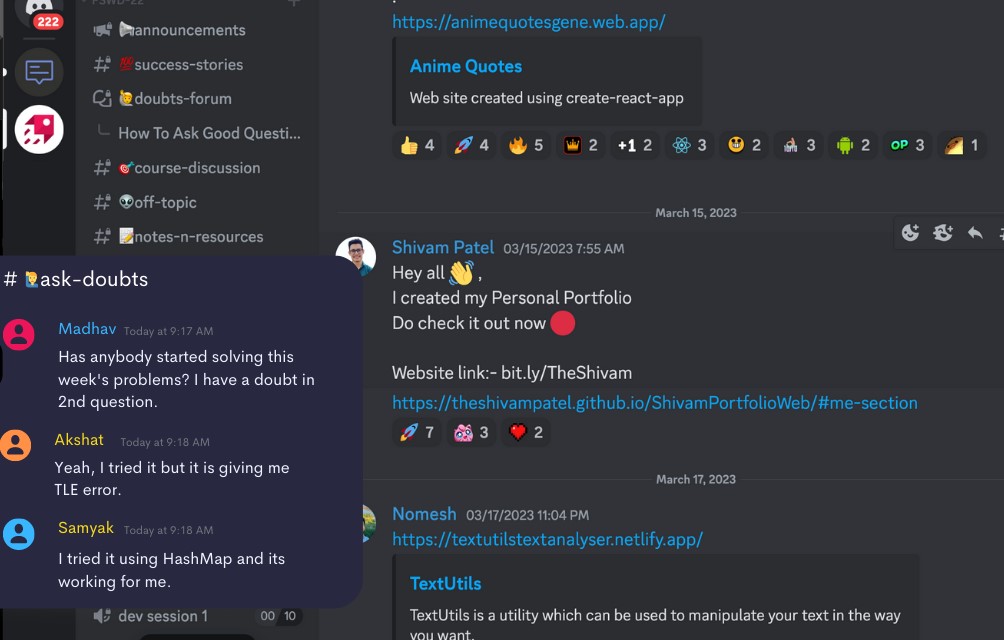 222
announcements
success-stories
doubts-forum
How To Ask Good Questi...
course-discussion
off-topic
notes-n-resources
# ask-doubts
Madhav Today at 9:17 AM
Has anybody started solving this
week's problems? I have a doubt in
2nd question.
Akshat Today at 9:18 AM
Yeah, I tried it but it is giving me
TLE error.
Samyak Today at 9:18 AM
I tried it using HashMap and its
working for me.
dev session 1 00 10
https://animequotesgene.web.app/
Anime Quotes
Web site created using create-react-app
4 4 5 2 +1 2 3 2 3 2 OP 3 1
March 15, 2023
Shivam Patel 03/15/2023 7:55 AM
Hey all 👋 ,
I created my Personal Portfolio
Do check it out now 🔴
Website link:- bit.ly/TheShivam
https://theshivampatel.github.io/ShivamPortfolioWeb/#me-section
7 3 2
March 17, 2023
Nomesh 03/17/2023 11:04 PM
https://textutilstextanalyser.netlify.app/
TextUtils
TextUtils is a utility which can be used to manipulate your text in the way
you want.